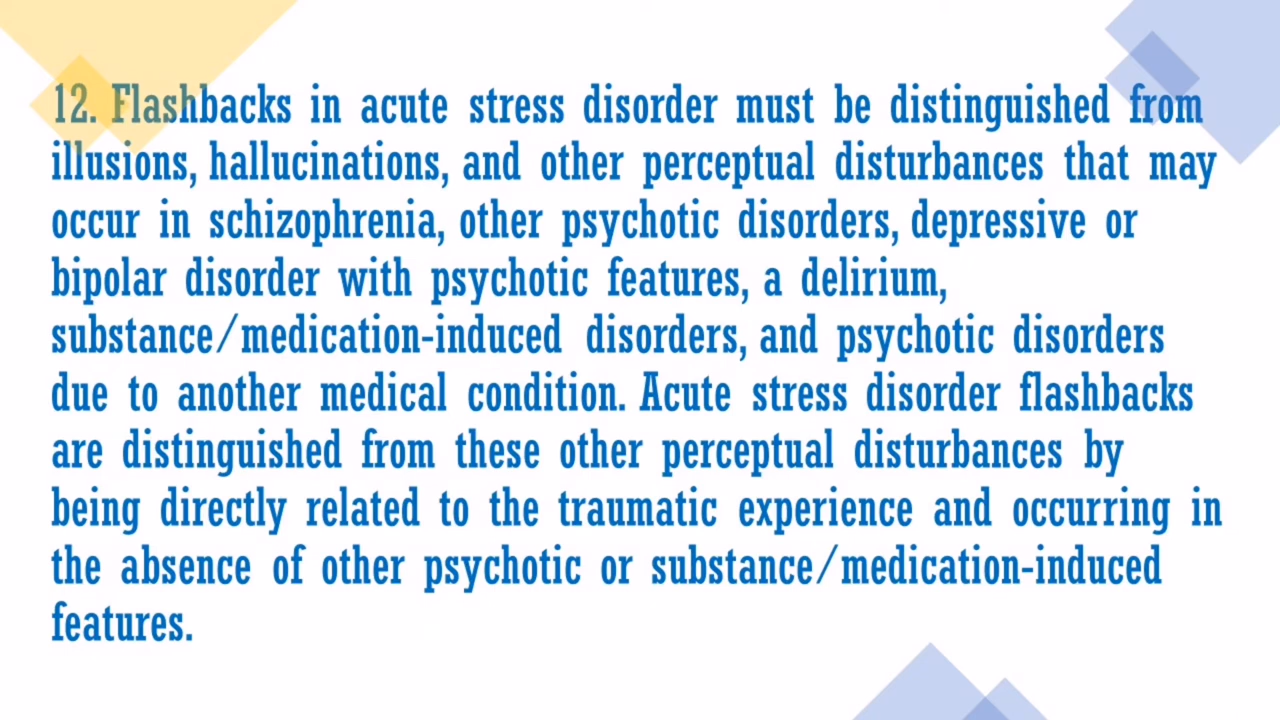 12. Flashbacks in acute stress disorder must be distinguished from
illusions, hallucinations, and other perceptual disturbances that may
occur in schizophrenia, other psychotic disorders, depressive or
bipolar disorder with psychotic features, a delirium,
substance/medication-induced disorders, and psychotic disorders
due to another medical condition. Acute stress disorder flashbacks
are distinguished from these other perceptual disturbances by
being directly related to the traumatic experience and occurring in
the absence of other psychotic or substance/medication-induced
features.